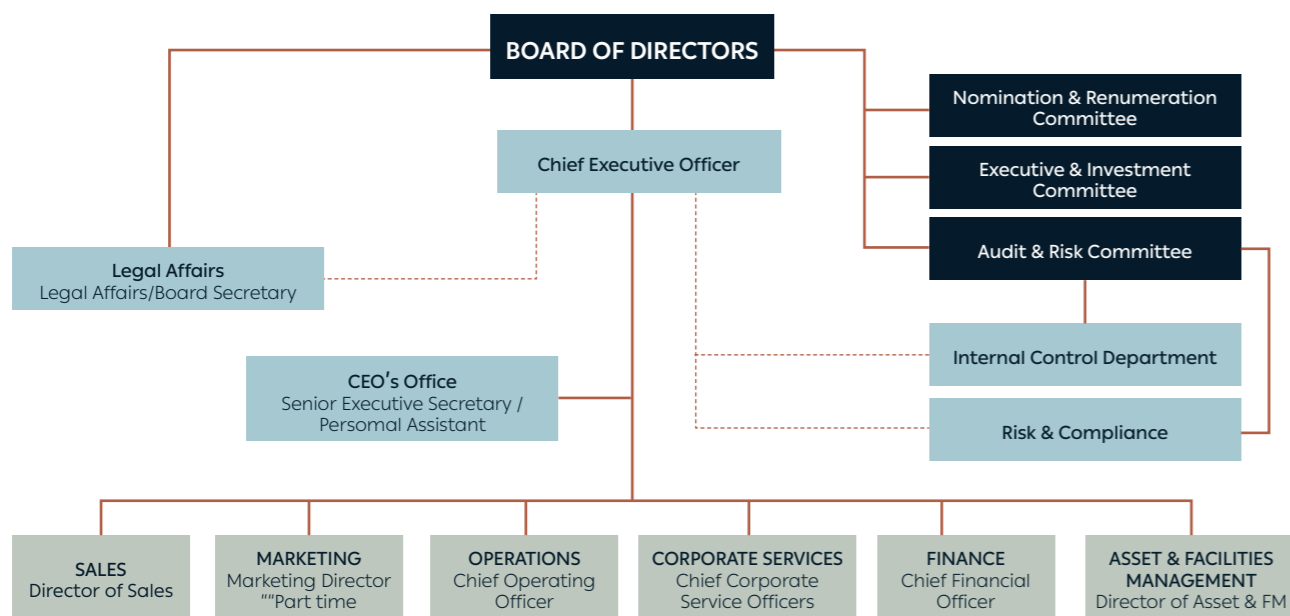 BOARD OF DIRECTORS
Nomination & Renumeration
Committee
Chief Executive Officer
Executive & Investment
Committee
Audit & Risk Committee
Legal Affairs
Legal Affairs/Board Secretary
Internal Control Department
CEO's Office
Senior Executive Secretary /
Persomal Assistant
Risk & Compliance
SALES
Director of Sales
MARKETING
Marketing Director
""Part time
OPERATIONS
Chief Operating
Officer
CORPORATE SERVICES
Chief Corporate
Service Officers
FINANCE
Chief Financial
Officer
ASSET & FACILITIES
MANAGEMENT
Director of Asset & FM